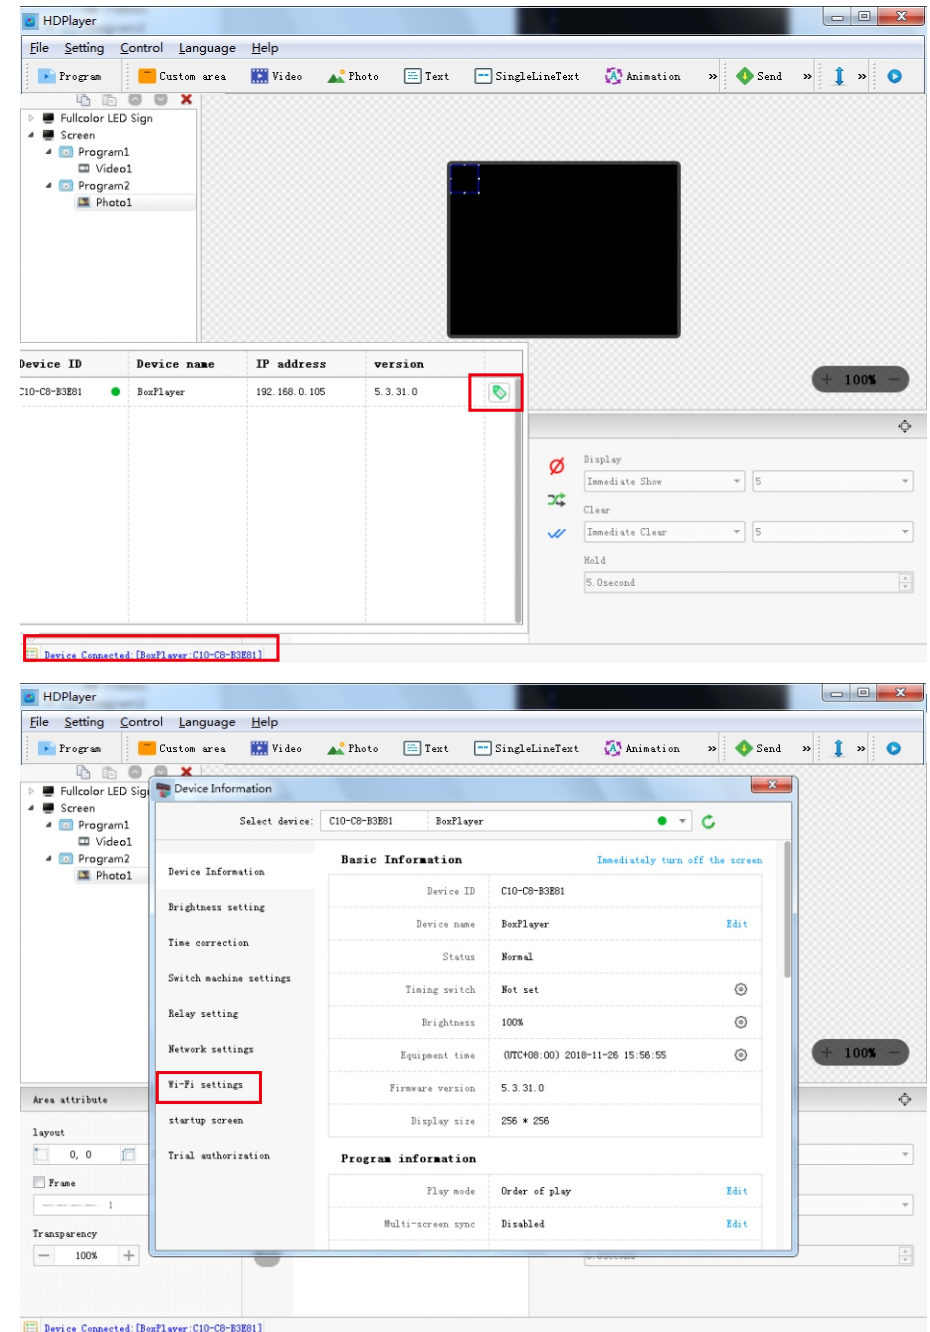 HDPlayer
File Setting Control Language Help
Program Custom area Video Photo Text SingleLineText Animation » Send » »
Fullcolor LED Sign
Screen
Program1
Video1
Program2
Photo1
Device ID Device name IP address version
C10-C8-B3E81 BoxPlayer 192.168.0.105 5.3.31.0
+ 100% −
Display
Immediate Show 5
Clear
Immediate Clear 5
Hold
5.0second
Device Connected:[BoxPlayer:C10-C8-B3E81]
HDPlayer
File Setting Control Language Help
Program Custom area Video Photo Text SingleLineText Animation » Send » »
Fullcolor LED Sig
Screen
Program1
Video1
Program2
Photo1
Device Information
Select device: C10-C8-B3E81 BoxPlayer
Device Information
Brightness setting
Time correction
Switch machine settings
Relay setting
Network settings
Wi-Fi settings
startup screen
Trial authorization
Basic Information Immediately turn off the screen
Device ID C10-C8-B3E81
Device name BoxPlayer Edit
Status Normal
Timing switch Not set
Brightness 100%
Equipment time (UTC+08:00) 2018-11-26 15:56:55
Firmware version 5.3.31.0
Display size 256 * 256
Program information
Play mode Order of play Edit
Multi-screen sync Disabled Edit
+ 100% −
Area attribute
layout
0, 0
Frame
1
Transparency
− 100% +
Device Connected:[BoxPlayer:C10-C8-B3E81]